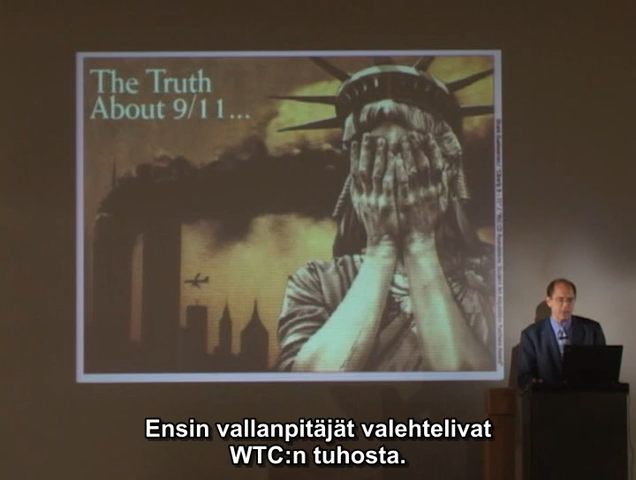 The Truth
About 9/11...
Ensin vallanpitäjät valehtelivat
WTC:n tuhosta.